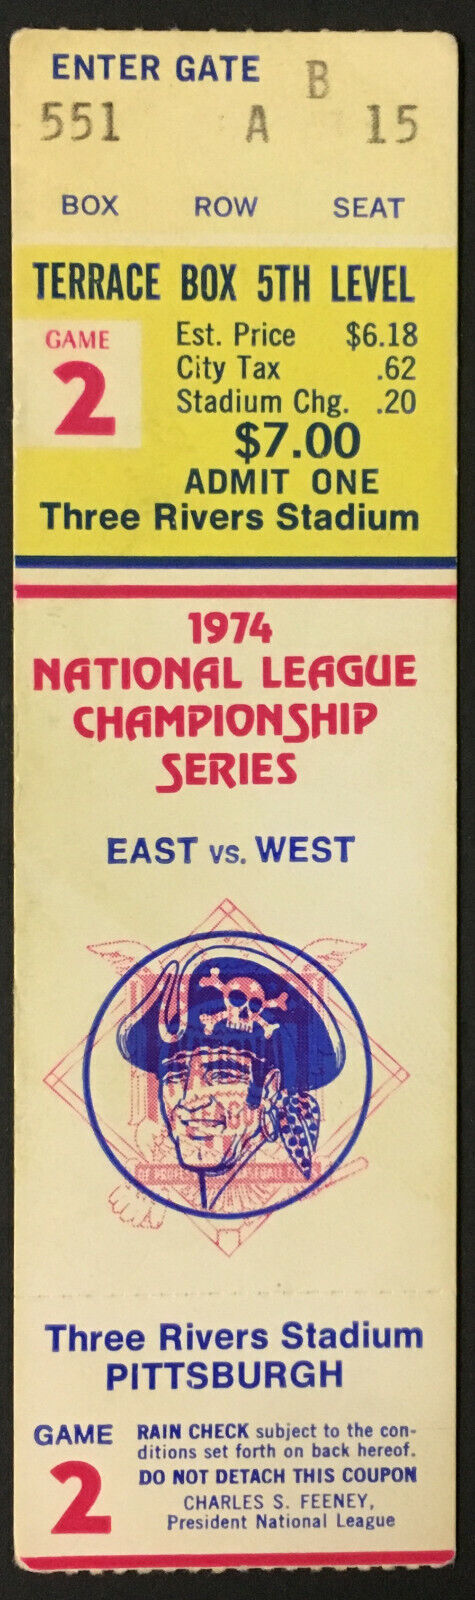 ENTER GATE B
551 A 15
BOX ROW SEAT
TERRACE BOX 5TH LEVEL
GAME
2
Est. Price $6.18
City Tax .62
Stadium Chg. .20
$7.00
ADMIT ONE
Three Rivers Stadium
1974
NATIONAL LEAGUE
CHAMPIONSHIP
SERIES
EAST vs. WEST
Three Rivers Stadium
PITTSBURGH
GAME
2
RAIN CHECK subject to the con-
ditions set forth on back hereof.
DO NOT DETACH THIS COUPON
CHARLES S. FEENEY,
President National League